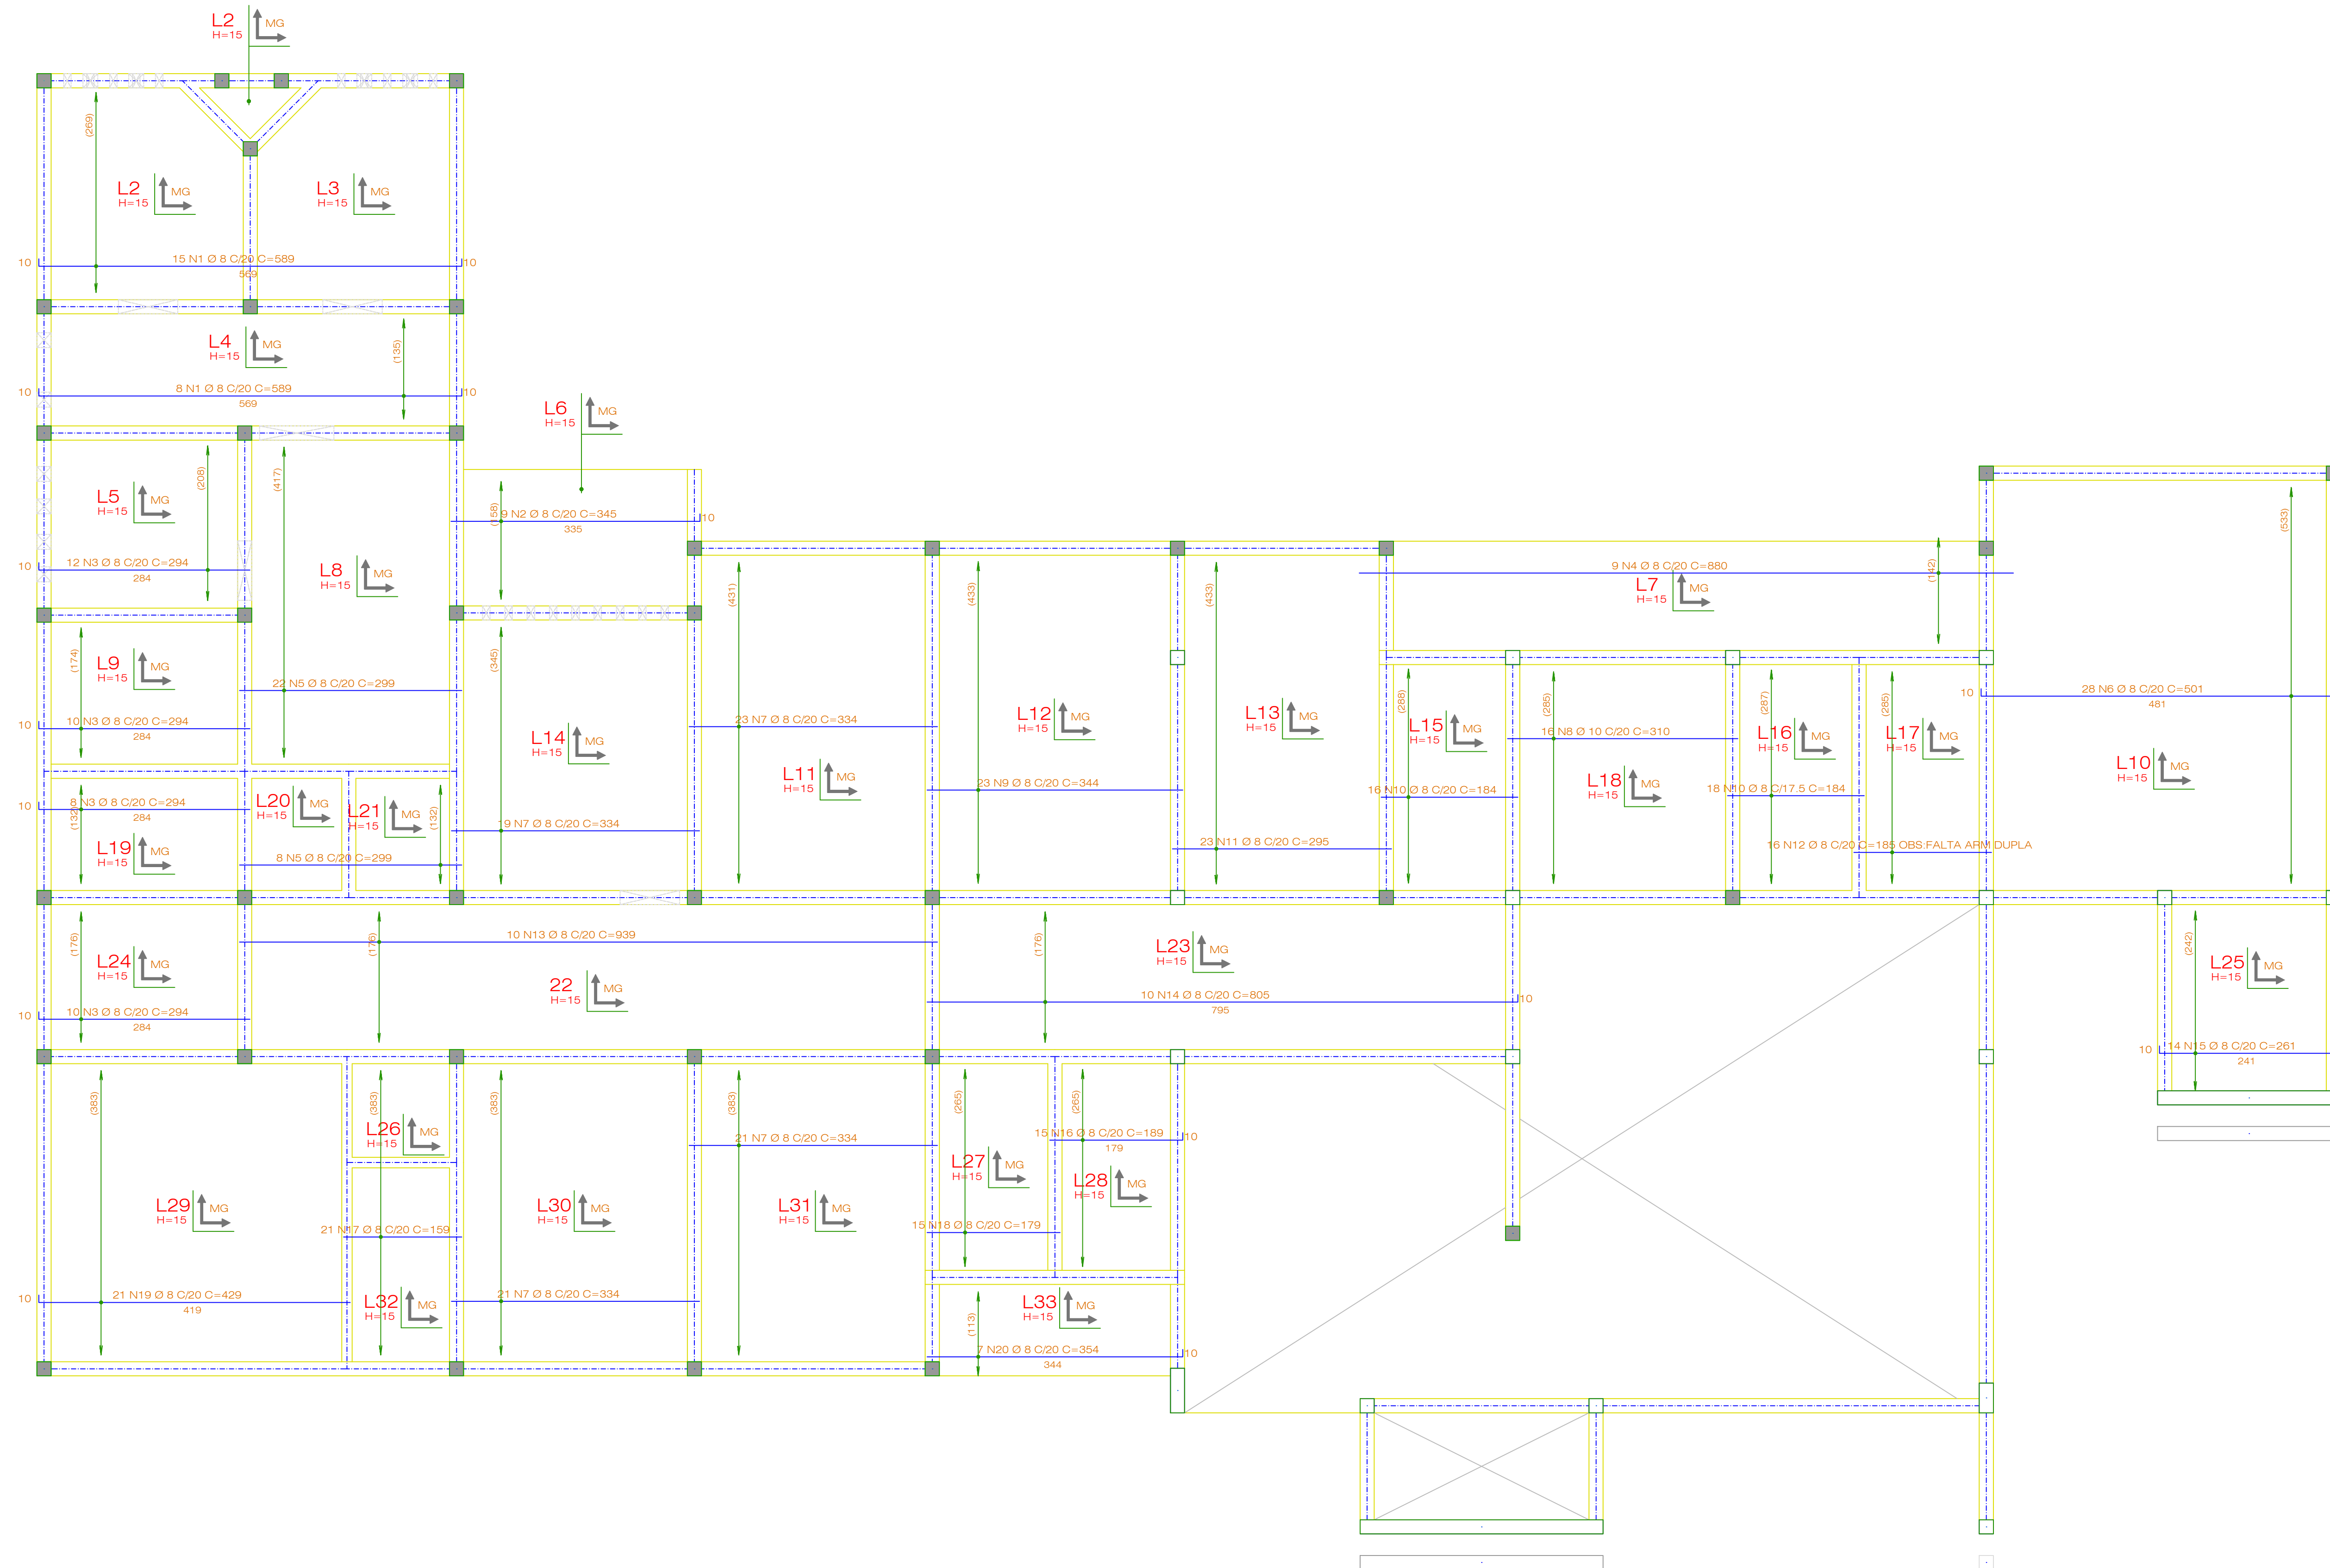 L2
H=15
MG
(269)
L2
H=15
MG
L3
H=15
MG
10
15 N1 Ø 8 C/20 C=589
10
569
L4
H=15
MG
(135)
10
8 N1 Ø 8 C/20 C=589
10
569
L6
H=15
MG
(208)
(417)
L5
H=15
MG
(158)
9 N2 Ø 8 C/20 C=345
10
335
(533)
10
12 N3 Ø 8 C/20 C=294
284
L8
H=15
MG
9 N4 Ø 8 C/20 C=880
(142)
L7
H=15
MG
(431)
(433)
(433)
(174)
L9
H=15
MG
(345)
22 N5 Ø 8 C/20 C=299
10
10 N3 Ø 8 C/20 C=294
284
23 N7 Ø 8 C/20 C=334
L12
H=15
MG
L13
H=15
MG
(288)
(285)
(287)
(285)
10
28 N6 Ø 8 C/20 C=501
481
L14
H=15
MG
L15
H=15
MG
16 N8 Ø 10 C/20 C=310
L16
H=15
MG
L17
H=15
MG
L10
H=15
MG
L11
H=15
MG
23 N9 Ø 8 C/20 C=344
16 N10 Ø 8 C/20 C=184
L18
H=15
MG
18 N10 Ø 8 C/17.5 C=184
10
8 N3 Ø 8 C/20 C=294
284
(132)
L20
H=15
MG
L21
H=15
MG
(132)
19 N7 Ø 8 C/20 C=334
L19
H=15
MG
8 N5 Ø 8 C/20 C=299
23 N11 Ø 8 C/20 C=295
16 N12 Ø 8 C/20 C=185 OBS:FALTA ARM DUPLA
(176)
(176)
10 N13 Ø 8 C/20 C=939
(176)
L23
H=15
MG
(242)
L24
H=15
MG
L25
H=15
MG
22
H=15
MG
10 N14 Ø 8 C/20 C=805
10
795
10
10 N3 Ø 8 C/20 C=294
284
10
14 N15 Ø 8 C/20 C=261
241
(383)
(383)
(383)
(383)
(265)
(265)
L26
H=15
MG
21 N7 Ø 8 C/20 C=334
15 N16 Ø 8 C/20 C=189
10
179
L27
H=15
MG
L28
H=15
MG
L29
H=15
MG
L30
H=15
MG
L31
H=15
MG
21 N17 Ø 8 C/20 C=159
15 N18 Ø 8 C/20 C=179
10
21 N19 Ø 8 C/20 C=429
419
L32
H=15
MG
21 N7 Ø 8 C/20 C=334
L33
H=15
MG
(113)
7 N20 Ø 8 C/20 C=354
10
344